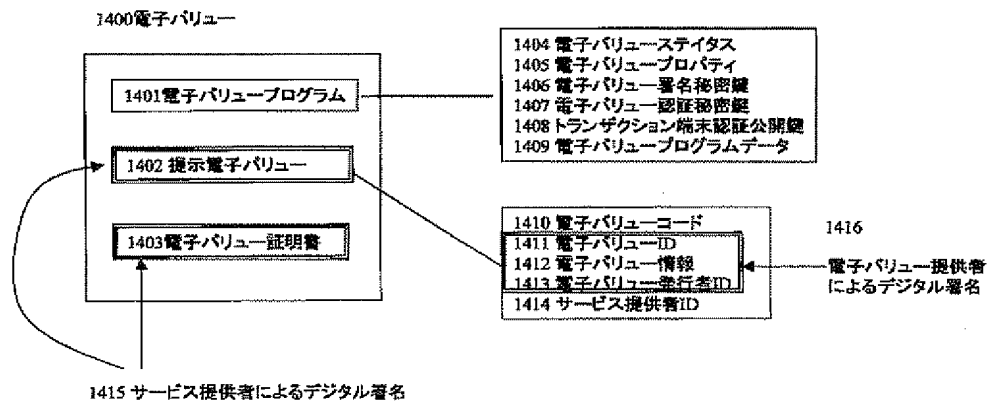 1400電子バリュー
1401電子バリュープログラム
1402 提示電子バリュー
1403電子バリュー証明書
1404 電子バリューステイタス
1405 電子バリュープロパティ
1406 電子バリュー署名秘密鍵
1407 電子バリュー認証秘密鍵
1408 トランザクション端末認証公開鍵
1409 電子バリュープログラムデータ
1410 電子バリューコード
1411 電子バリューID
1412 電子バリュー情報
1413 電子バリュー発行者ID
1414 サービス提供者ID
1416
電子バリュー提供者
によるデジタル署名
1415 サービス提供者によるデジタル署名